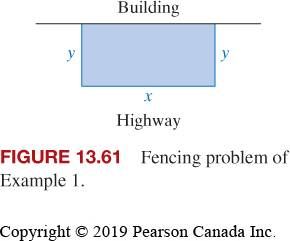 Building
y
y
x
Highway
FIGURE 13.61 Fencing problem of
Example 1.
Copyright © 2019 Pearson Canada Inc.